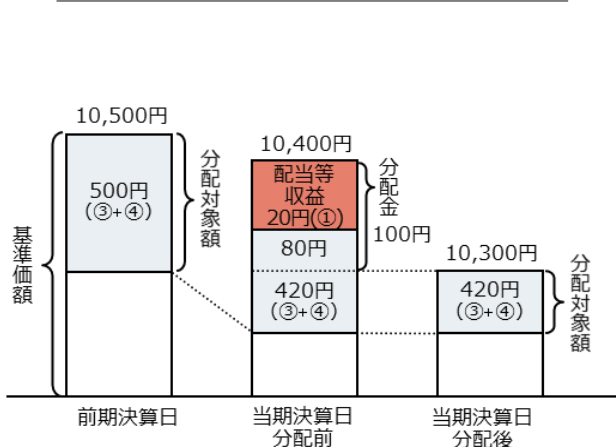 10,500円
500円
(③+④)
分配対象額
基準価額
前期決算日
10,400円
配当等
収益
20円(①)
80円
420円
(③+④)
分配金
100円
当期決算日
分配前
10,300円
420円
(③+④)
分配対象額
当期決算日
分配後